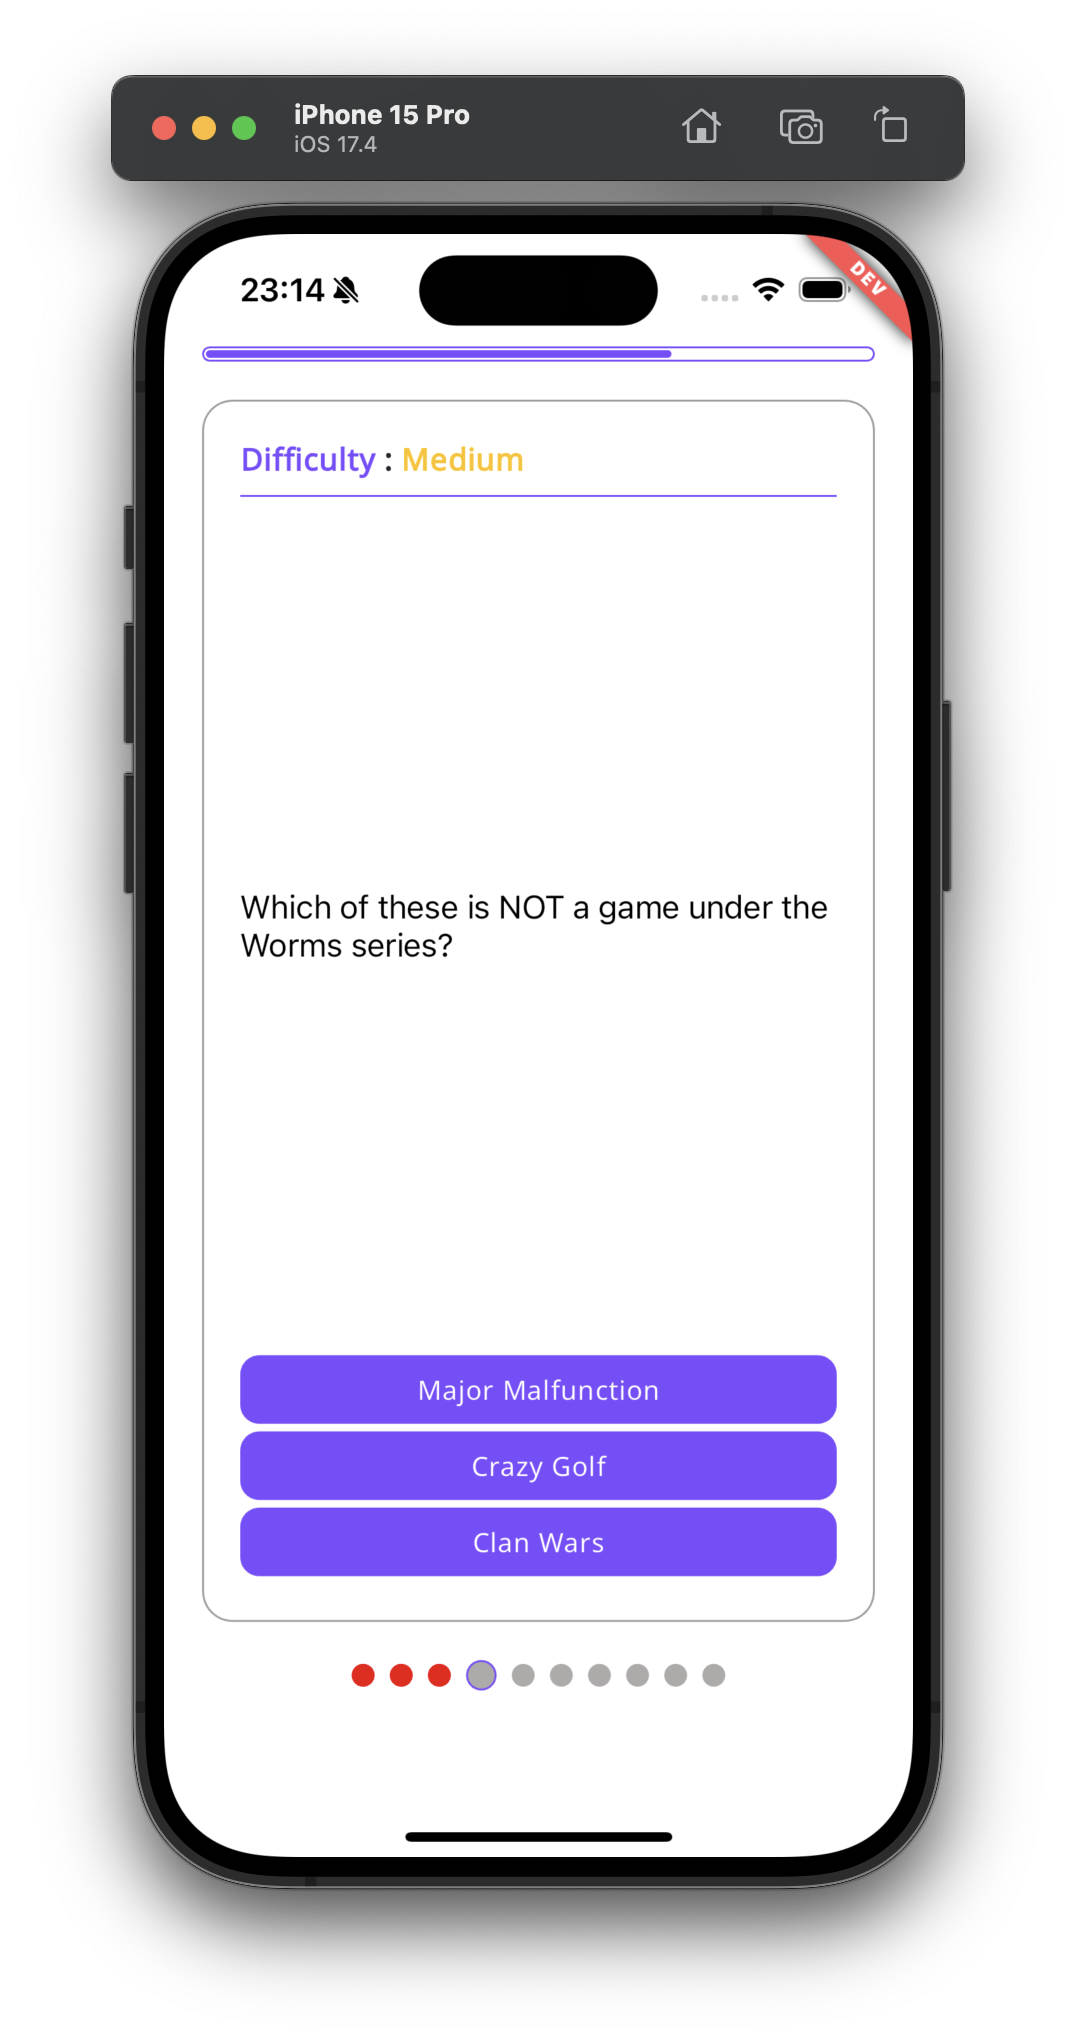 iPhone 15 Pro
iOS 17.4
23:14
DEV
Difficulty : Medium
Which of these is NOT a game under the
Worms series?
Major Malfunction
Crazy Golf
Clan Wars